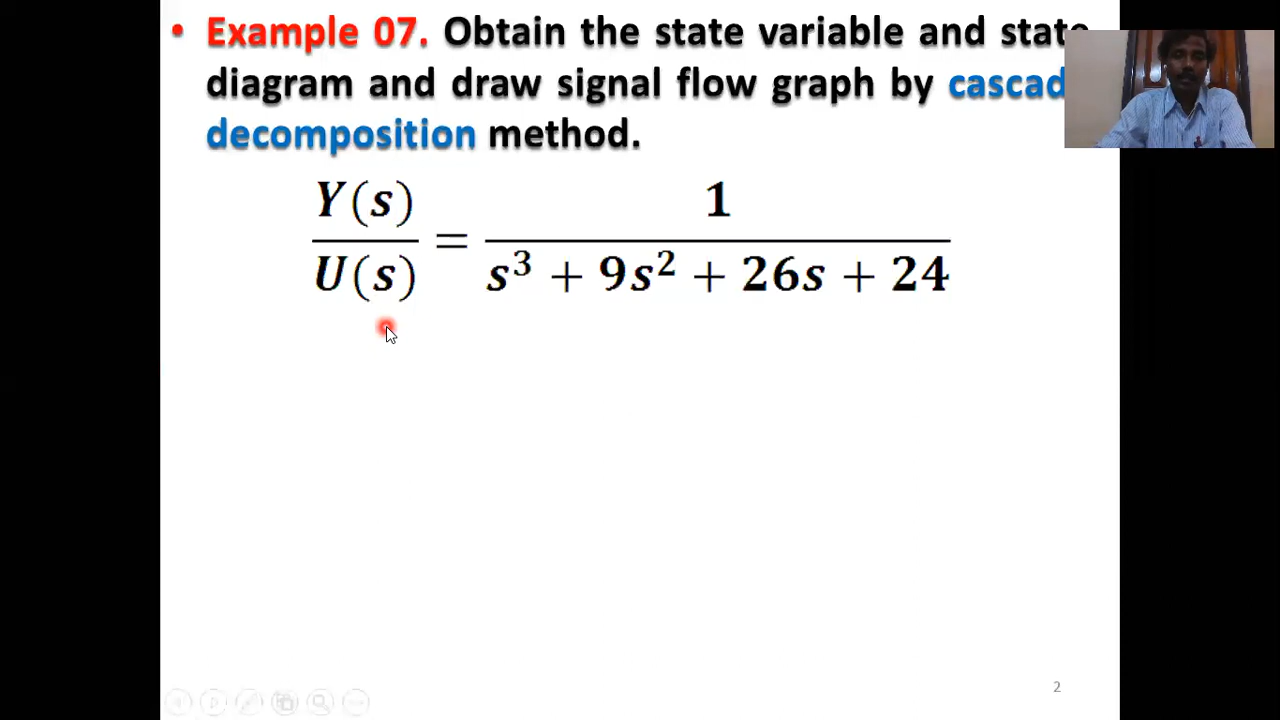 • Example 07. Obtain the state variable and state
diagram and draw signal flow graph by cascad
decomposition method.
Y(s)/U(s) = 1/(s³ + 9s² + 26s + 24)
2